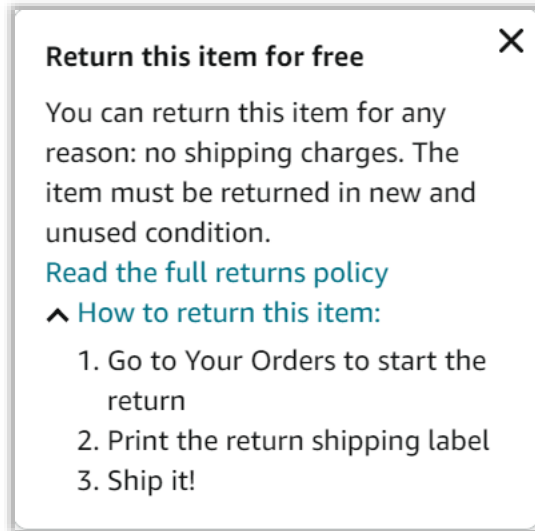 Return this item for free
You can return this item for any
reason: no shipping charges. The
item must be returned in new and
unused condition.
Read the full returns policy
How to return this item:
1. Go to Your Orders to start the
return
2. Print the return shipping label
3. Ship it!